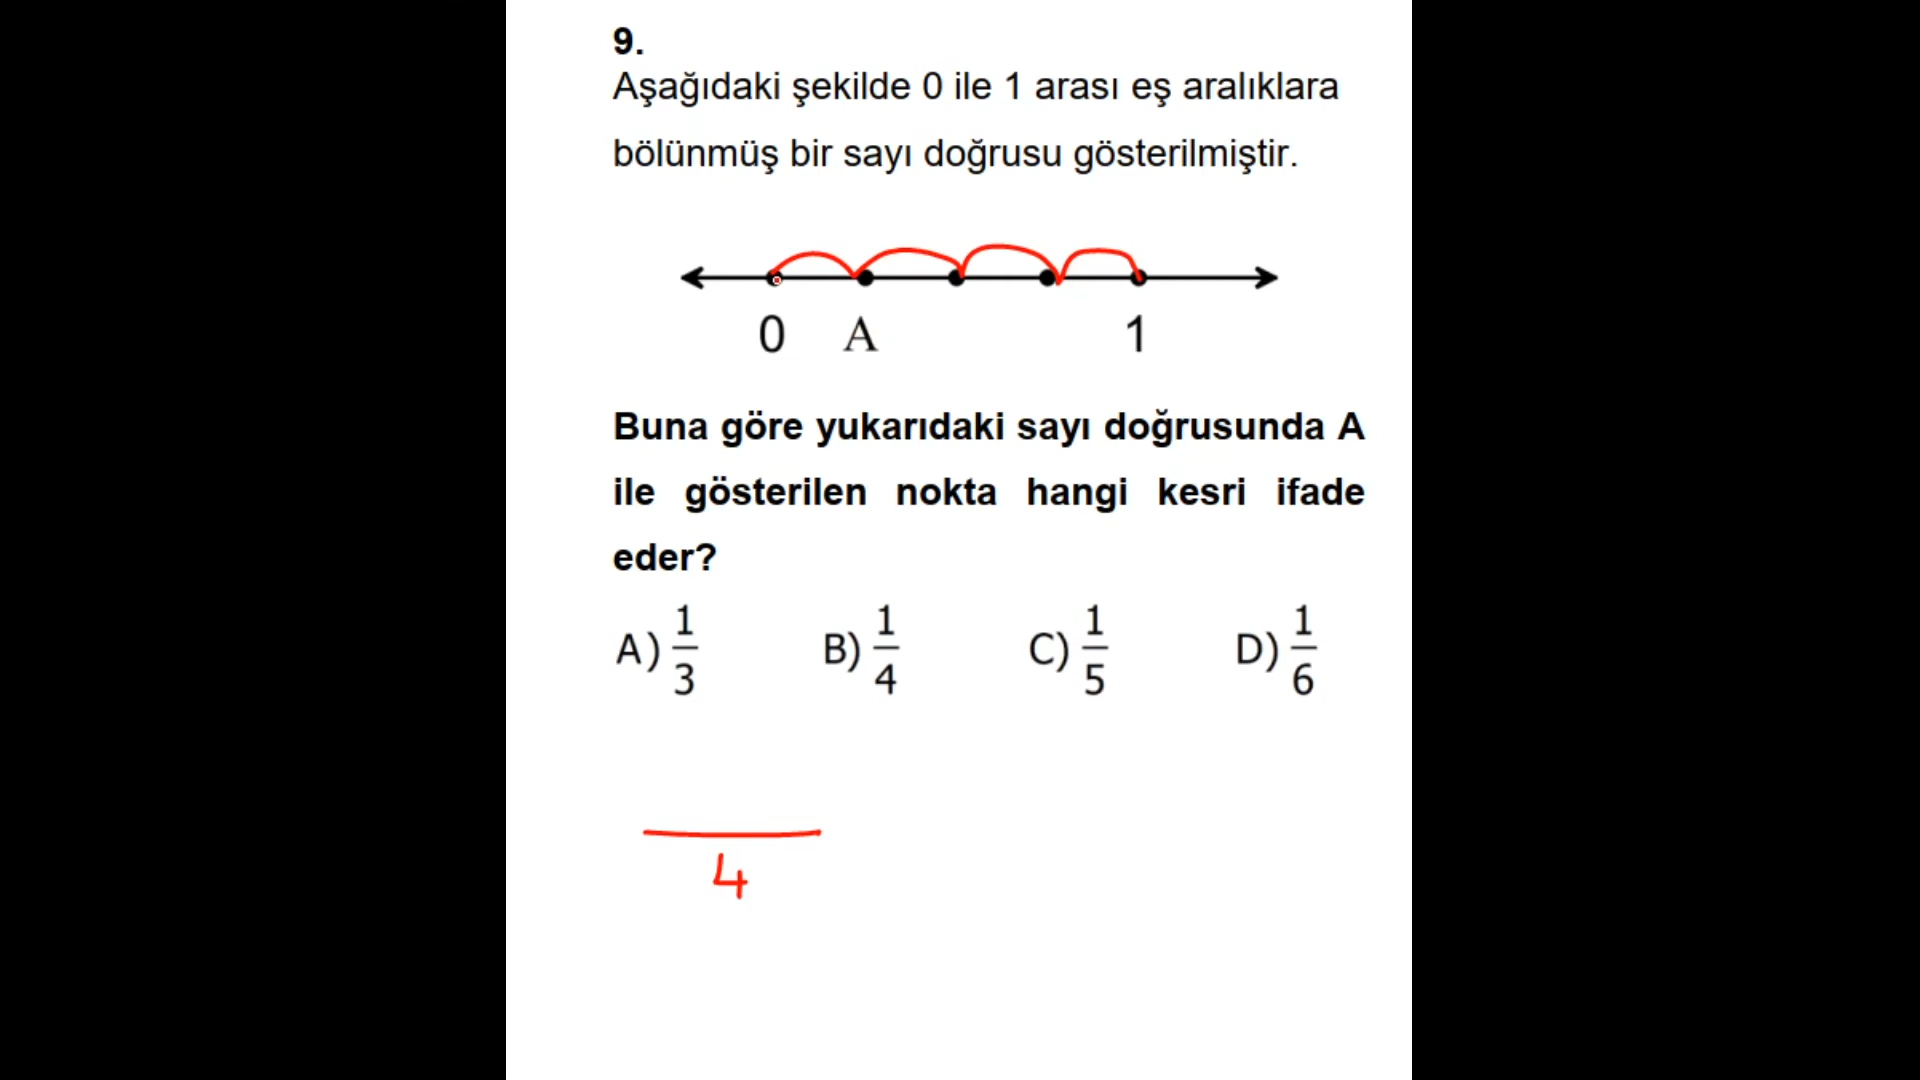 9.
Aşağıdaki şekilde 0 ile 1 arası eş aralıklara
bölünmüş bir sayı doğrusu gösterilmiştir.
0 A 1
Buna göre yukarıdaki sayı doğrusunda A
ile gösterilen nokta hangi kesri ifade
eder?
A) 1/3 B) 1/4 C) 1/5 D) 1/6
4